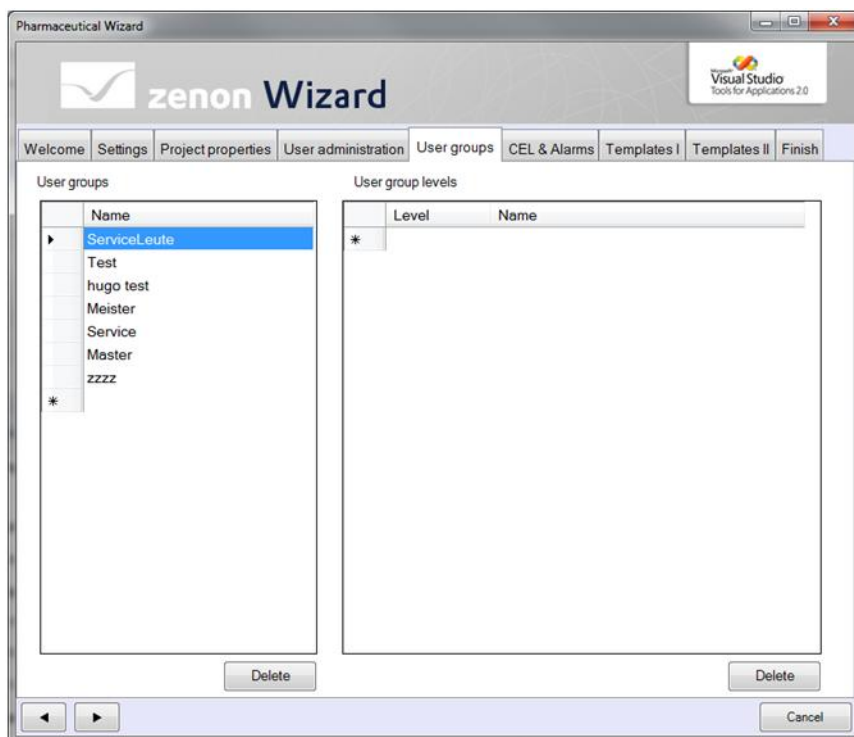 Pharmaceutical Wizard
zenon Wizard
Microsoft
Visual Studio
Tools for Applications 2.0
Welcome Settings Project properties User administration User groups CEL & Alarms Templates I Templates II Finish
User groups
User group levels
Name
Level Name
ServiceLeute
Test
hugo test
Meister
Service
Master
zzzz
Delete
Delete
Cancel